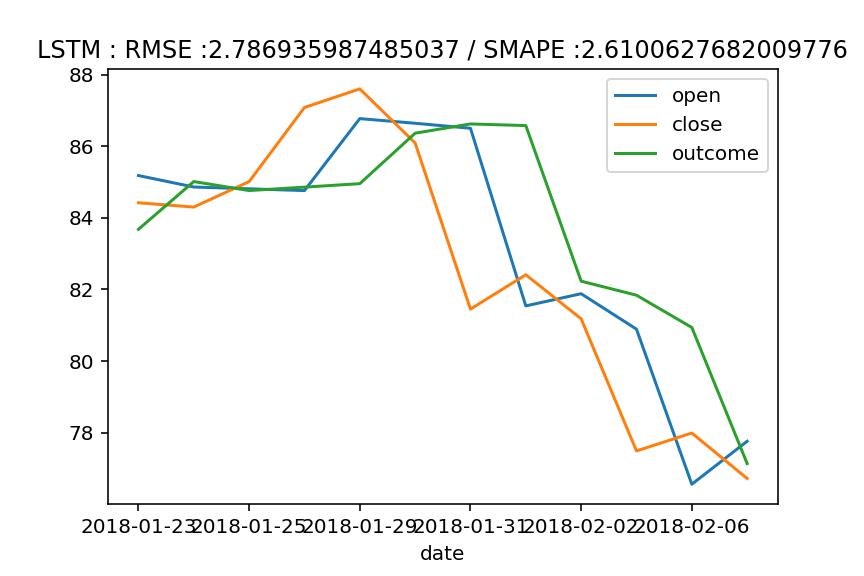 LSTM : RMSE :2.786935987485037 / SMAPE :2.6100627682009776
88
86
84
82
80
78
open
close
outcome
2018-01-23 2018-01-25 2018-01-29 2018-01-31 2018-02-02 2018-02-06
date